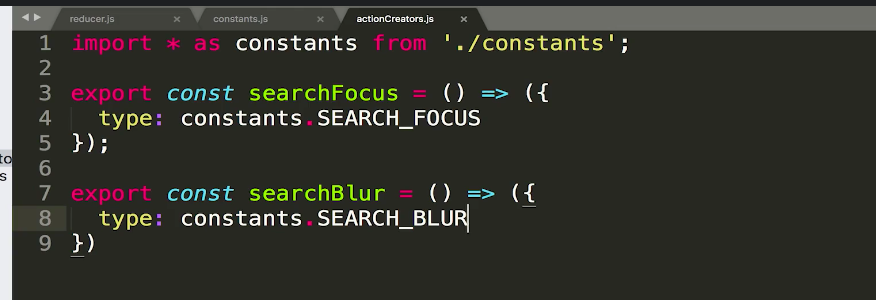 reducer.js × constants.js × actionCreators.js ×
to
s
1 import * as constants from './constants';
2
3 export const searchFocus = () => ({
4 type: constants.SEARCH_FOCUS
5 });
6
7 export const searchBlur = () => ({
8 type: constants.SEARCH_BLUR
9 })